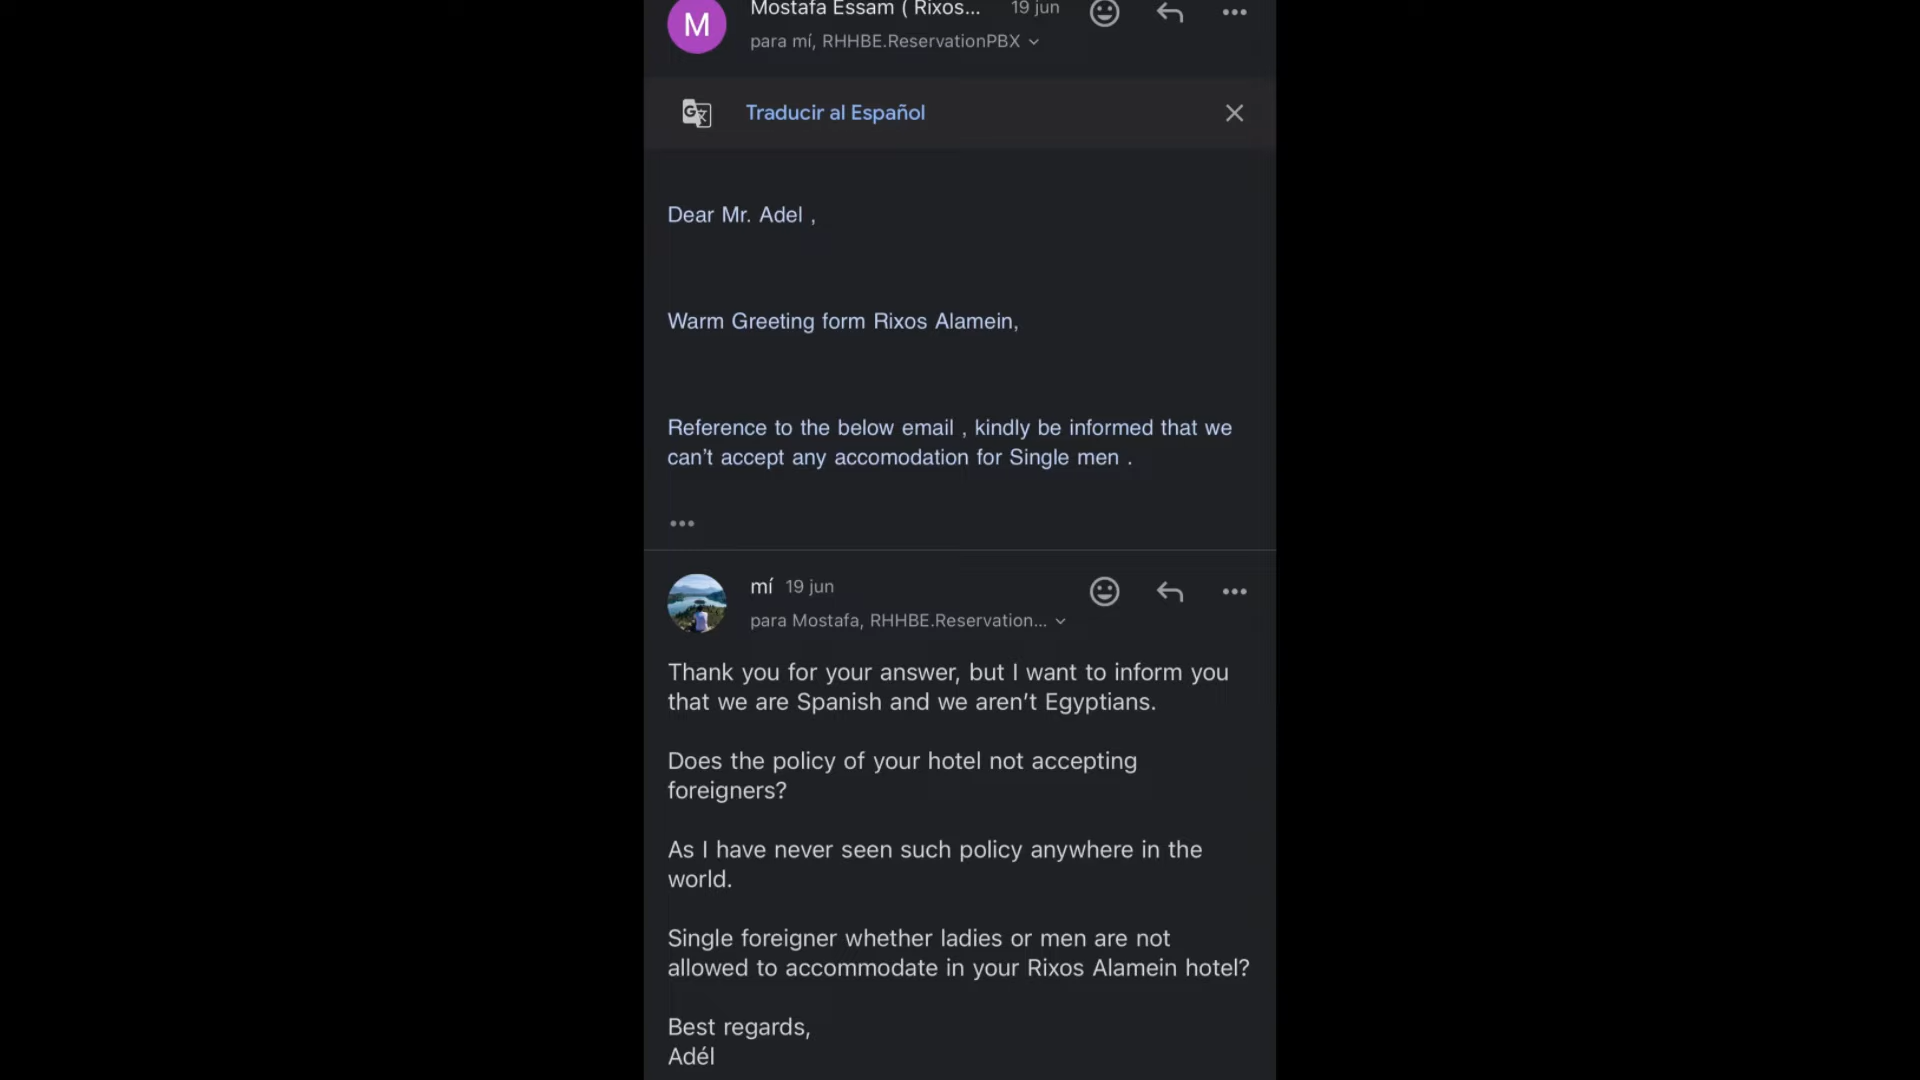 Mostafa Essam ( Rixos... 19 jun
para mí, RHHBE.ReservationPBX
Traducir al Español
Dear Mr. Adel ,
Warm Greeting form Rixos Alamein,
Reference to the below email , kindly be informed that we
can’t accept any accomodation for Single men .
mí 19 jun
para Mostafa, RHHBE.Reservation...
Thank you for your answer, but I want to inform you
that we are Spanish and we aren’t Egyptians.
Does the policy of your hotel not accepting
foreigners?
As I have never seen such policy anywhere in the
world.
Single foreigner whether ladies or men are not
allowed to accommodate in your Rixos Alamein hotel?
Best regards,
Adél